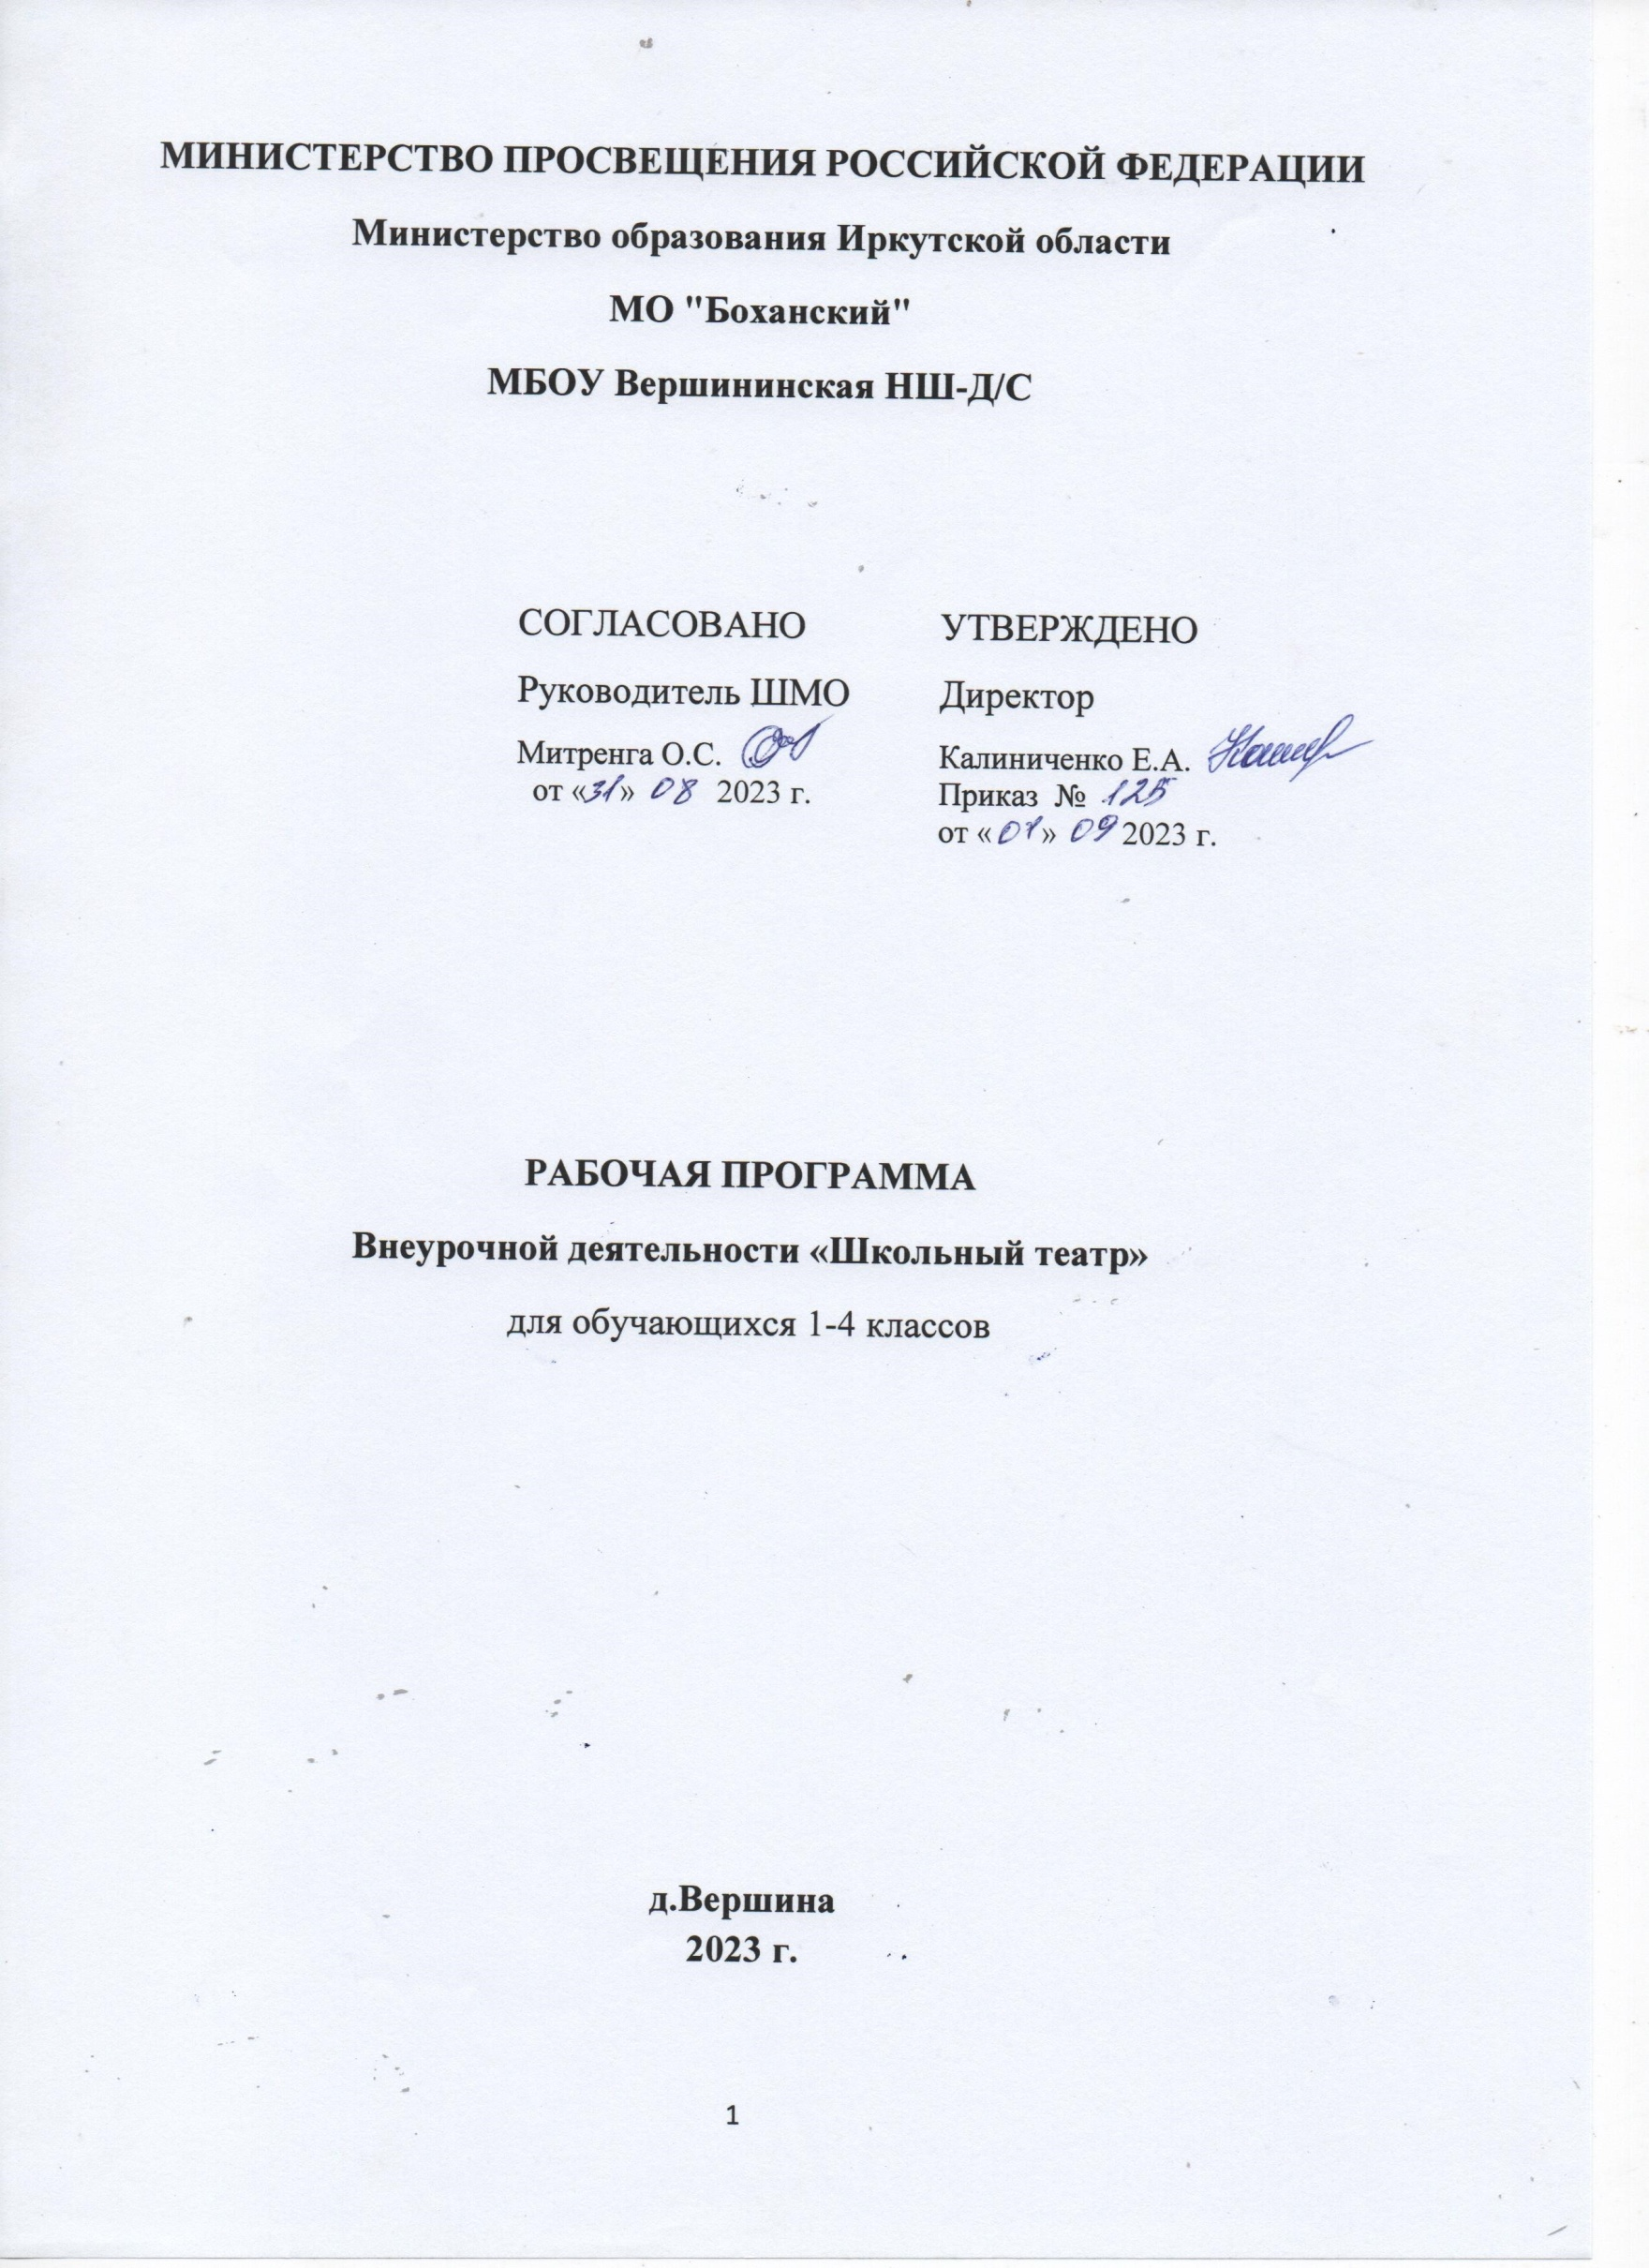 МИНИСТЕРСТВО ПРОСВЕЩЕНИЯ РОССИЙСКОЙ ФЕДЕРАЦИИ
Министерство образования Иркутской области
МО "Боханский"
МБОУ Вершининская НШ-Д/С
СОГЛАСОВАНО
Руководитель ШМО
Митренга О.С.
от «31» 08 2023 г.
УТВЕРЖДЕНО
Директор
Калиниченко Е.А.
Приказ № 125
от «01» 09 2023 г.
РАБОЧАЯ ПРОГРАММА
Внеурочной деятельности «Школьный театр»
для обучающихся 1-4 классов
д.Вершина
2023 г.
1